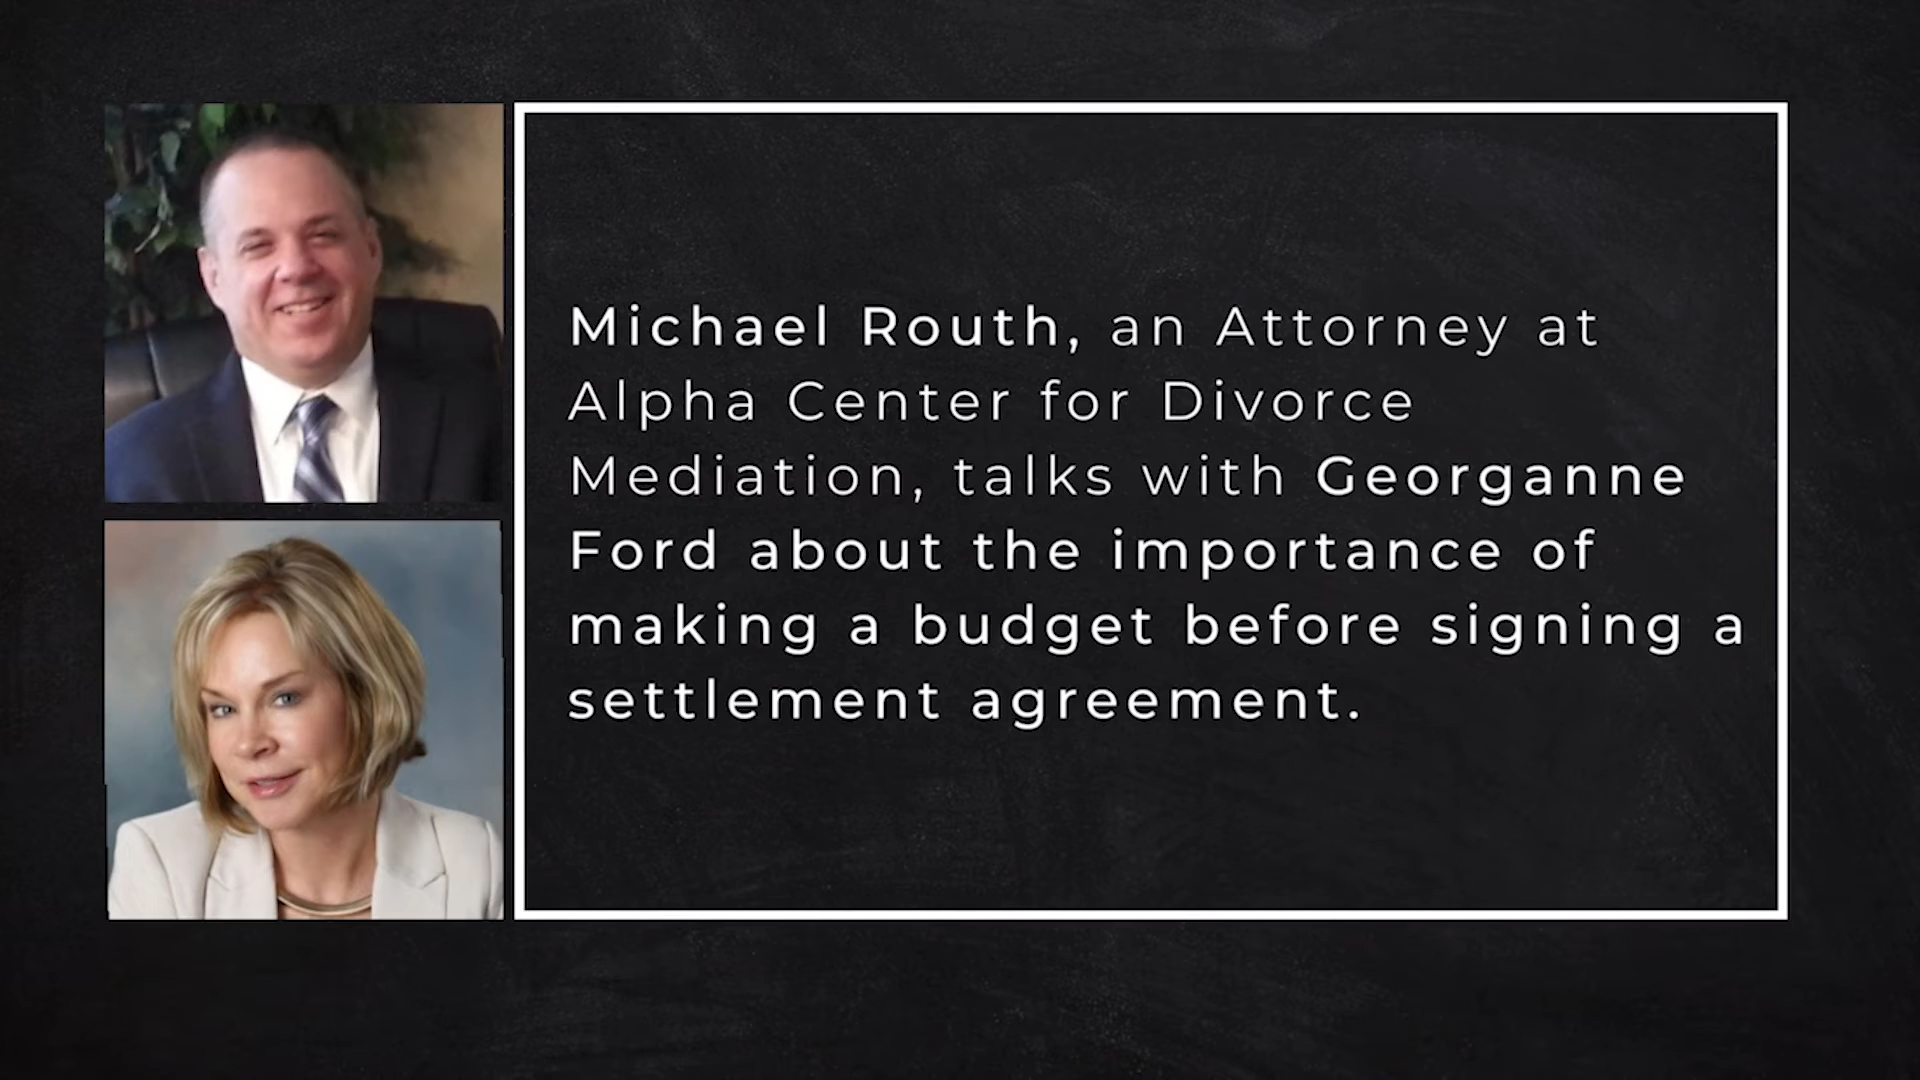 Michael Routh, an Attorney at
Alpha Center for Divorce
Mediation, talks with Georganne
Ford about the importance of
making a budget before signing a
settlement agreement.